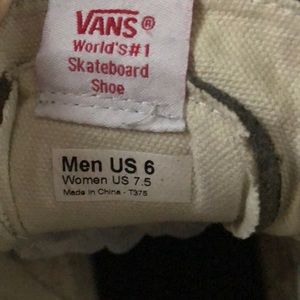 VANS®
World's#1
Skateboard
Shoe
Men US 6
Women US 7.5
Made in China - T375